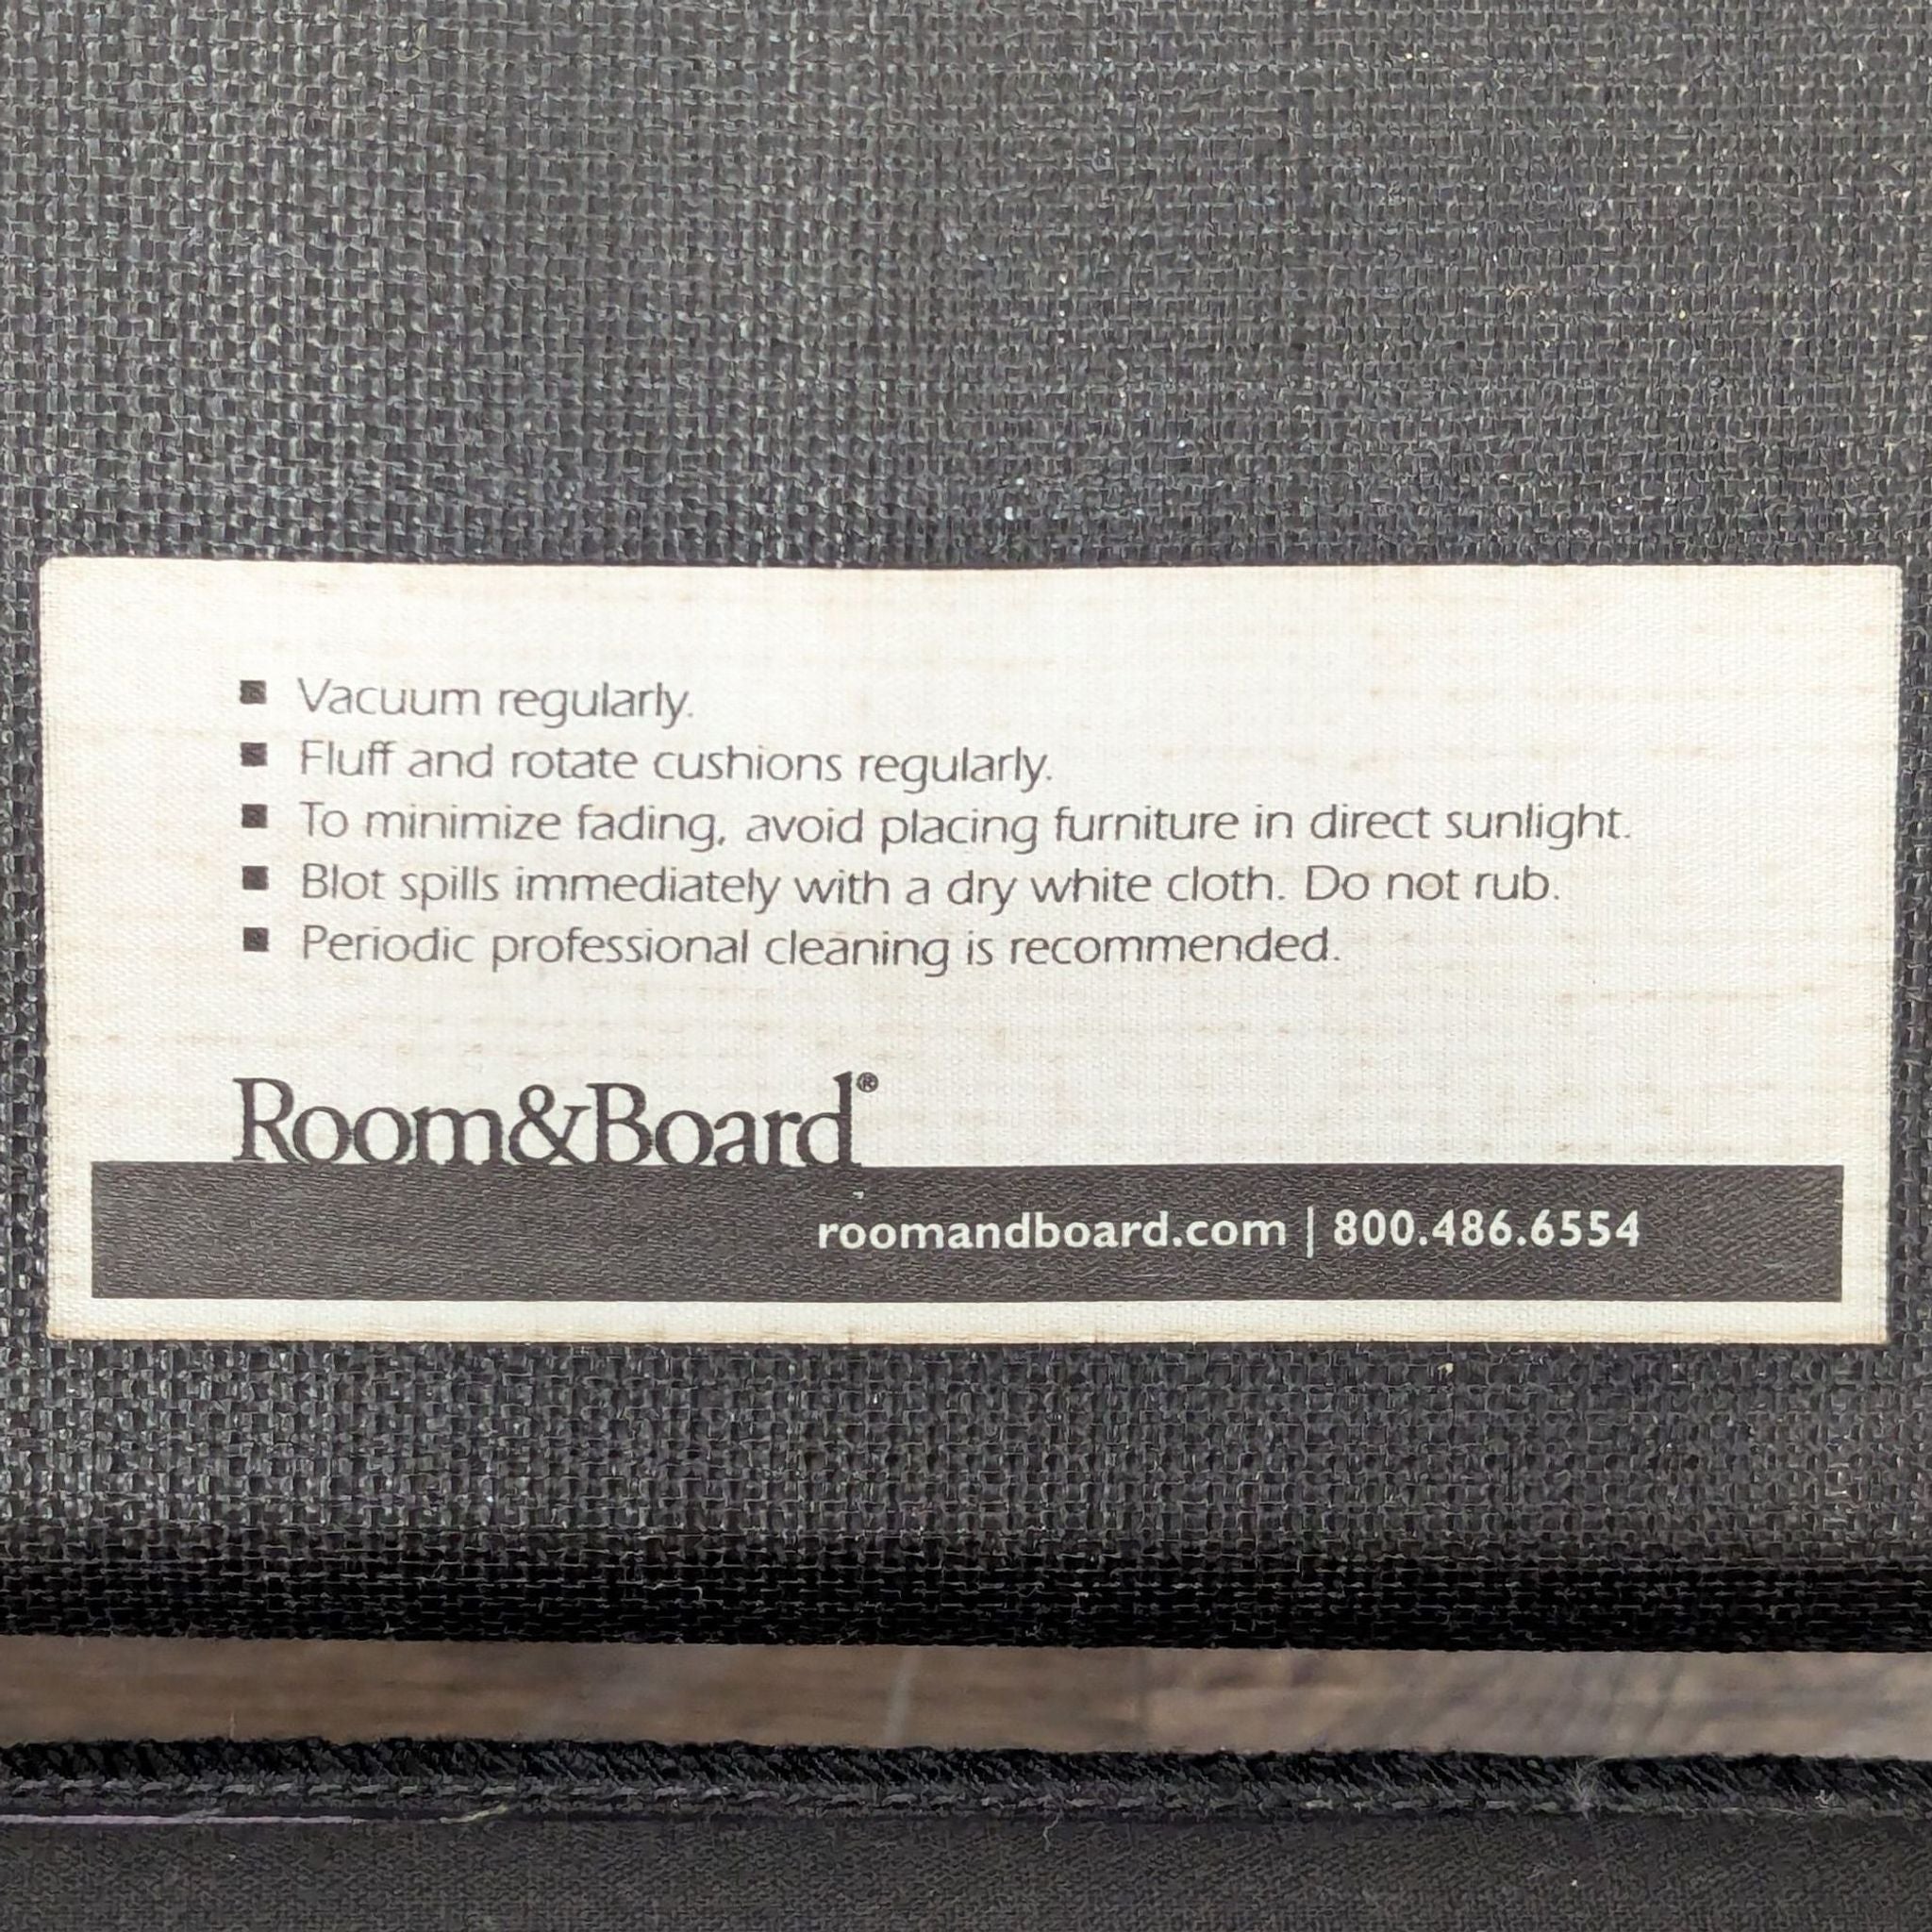 ■ Vacuum regularly.
■ Fluff and rotate cushions regularly.
■ To minimize fading, avoid placing furniture in direct sunlight.
■ Blot spills immediately with a dry white cloth. Do not rub.
■ Periodic professional cleaning is recommended.
Room&Board®
roomandboard.com | 800.486.6554